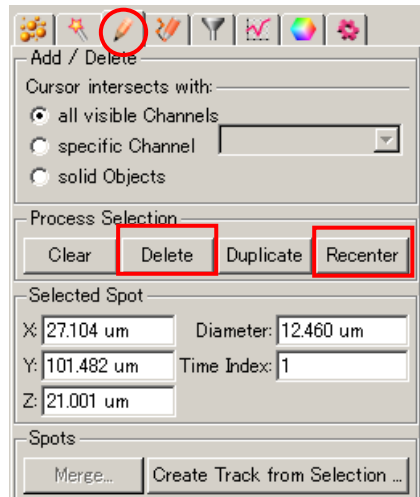 Add / Delete
Cursor intersects with:
all visible Channels
specific Channel
solid Objects
Process Selection
Clear Delete Duplicate Recenter
Selected Spot
X: 27.104 um Diameter: 12.460 um
Y: 101.482 um Time Index: 1
Z: 21.001 um
Spots
Merge... Create Track from Selection ...